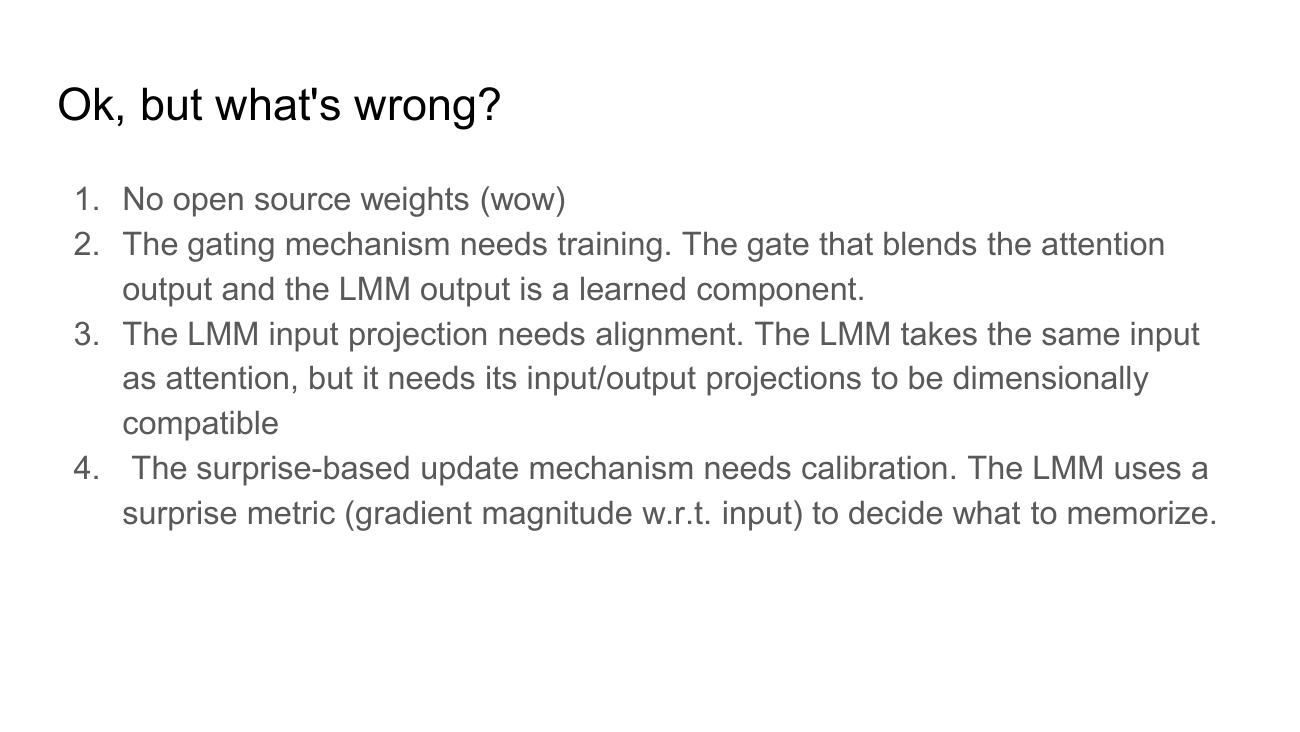 Ok, but what's wrong?
1. No open source weights (wow)
2. The gating mechanism needs training. The gate that blends the attention
output and the LMM output is a learned component.
3. The LMM input projection needs alignment. The LMM takes the same input
as attention, but it needs its input/output projections to be dimensionally
compatible
4. The surprise-based update mechanism needs calibration. The LMM uses a
surprise metric (gradient magnitude w.r.t. input) to decide what to memorize.